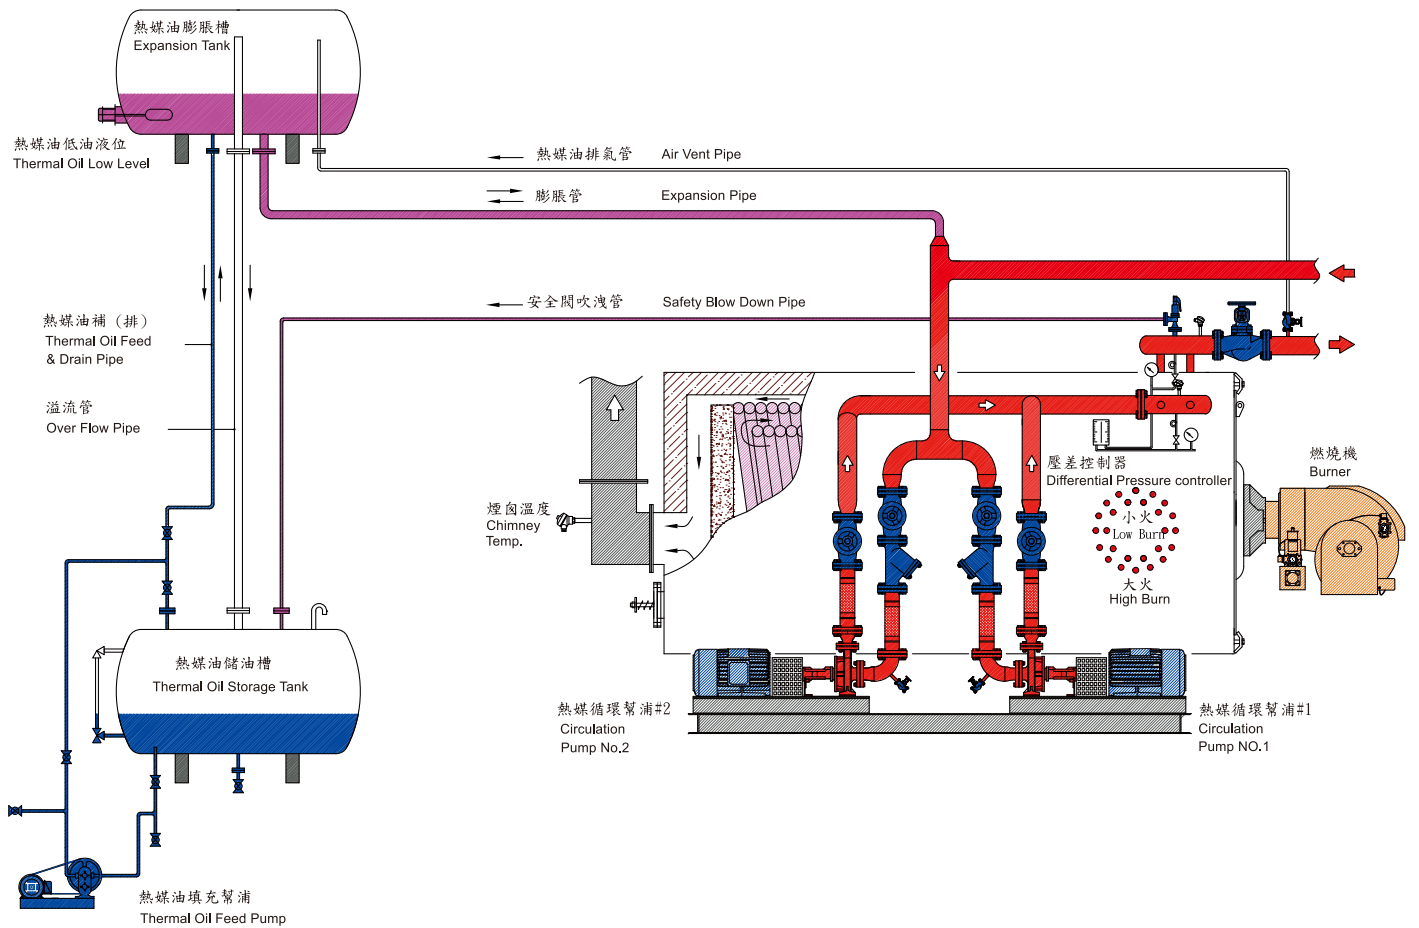 熱媒油膨脹槽
Expansion Tank
熱媒油低油液位
Thermal Oil Low Level
熱媒油排氣管 Air Vent Pipe
膨脹管 Expansion Pipe
安全閥吹洩管 Safety Blow Down Pipe
熱媒油補（排）
Thermal Oil Feed
& Drain Pipe
溢流管
Over Flow Pipe
煙囪溫度
Chimney
Temp.
壓差控制器
Differential Pressure controller
小火
Low Burn
大火
High Burn
燃燒機
Burner
熱媒油儲油槽
Thermal Oil Storage Tank
熱媒循環幫浦#2
Circulation
Pump No.2
熱媒循環幫浦#1
Circulation
Pump NO.1
熱媒油填充幫浦
Thermal Oil Feed Pump